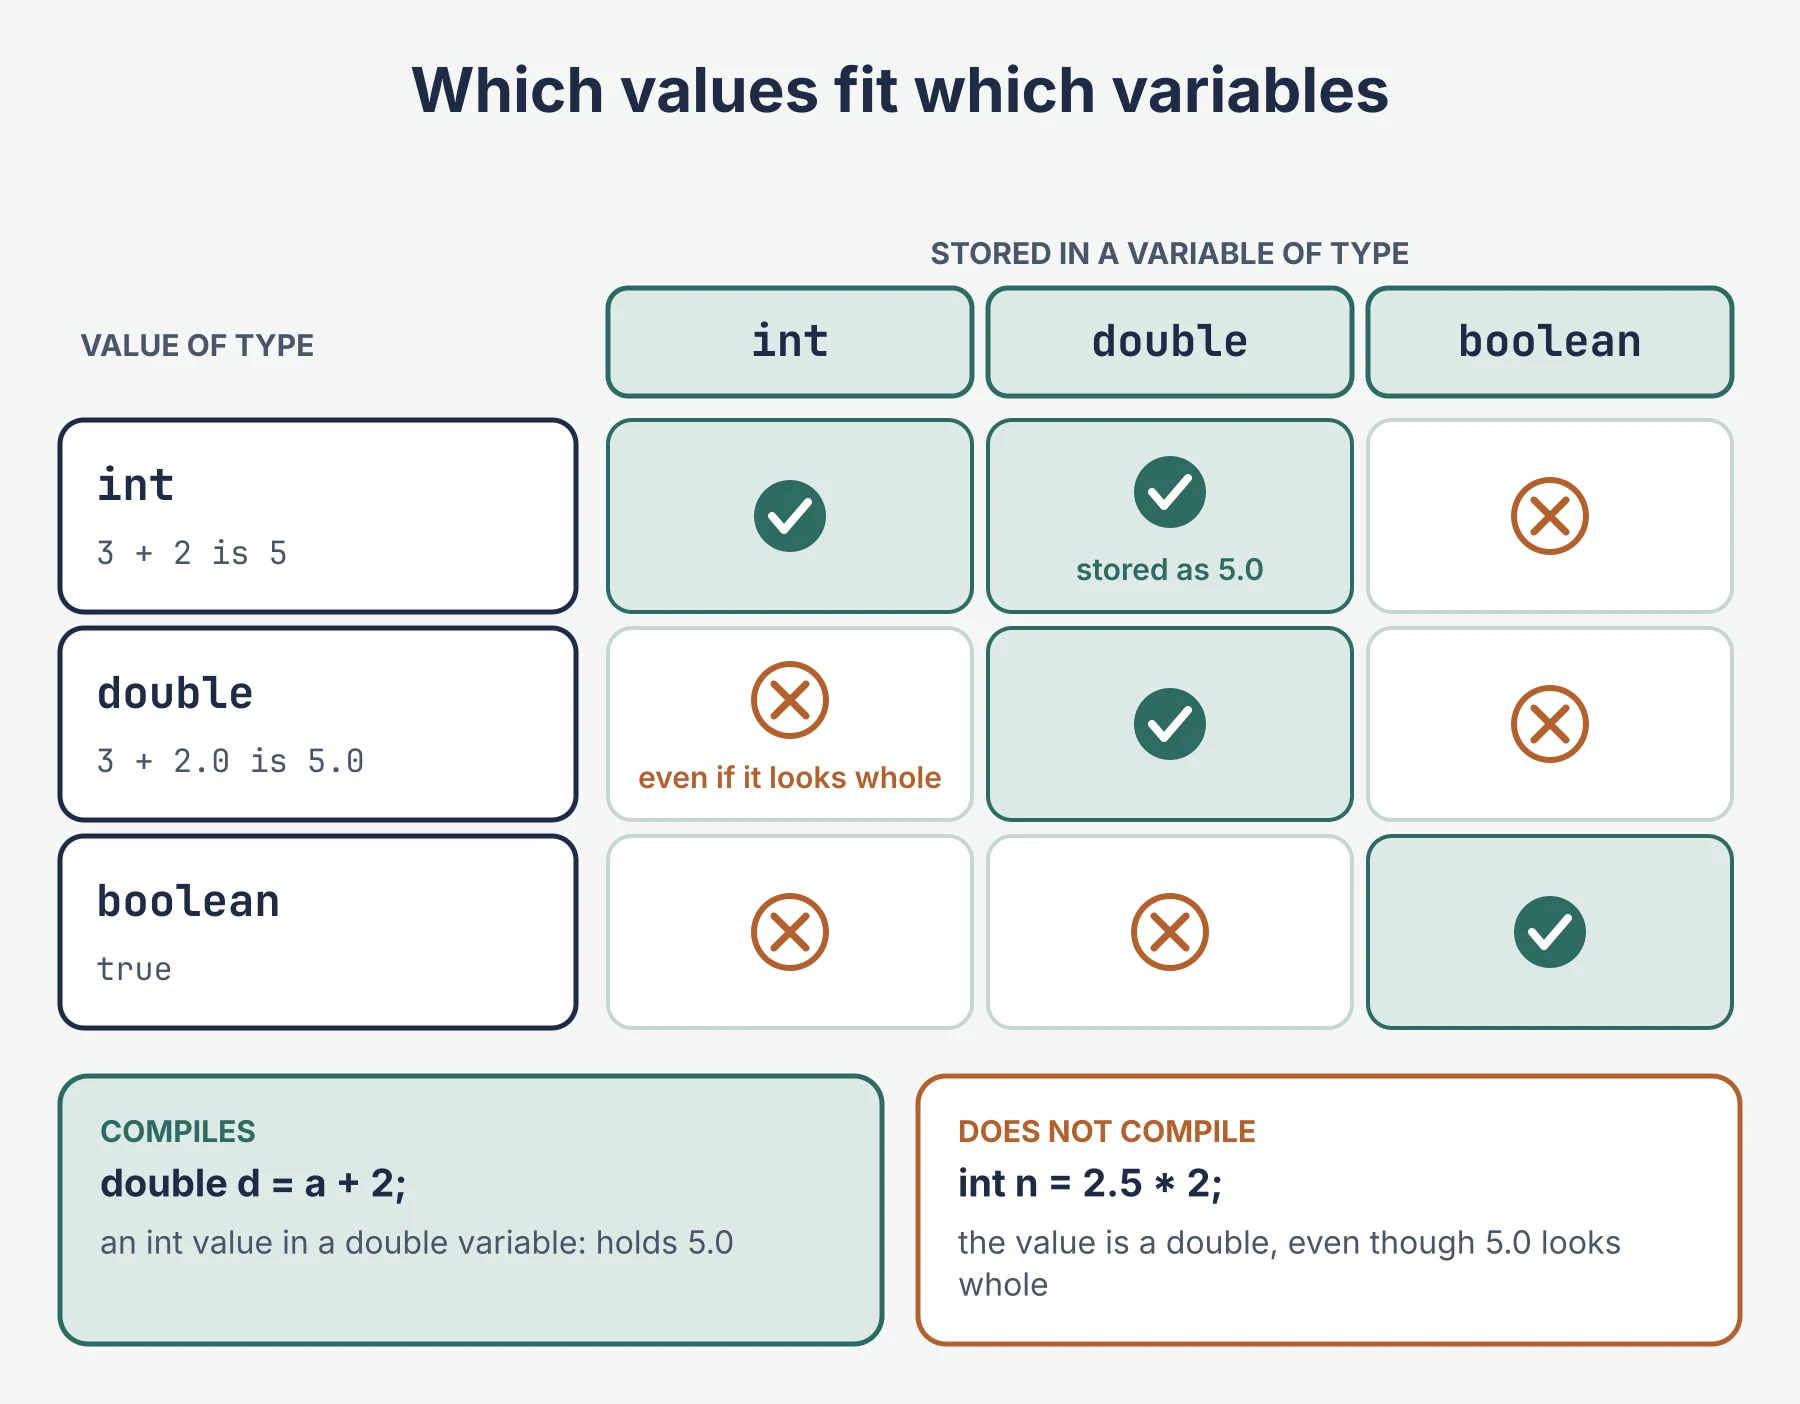 Which values fit which variables
STORED IN A VARIABLE OF TYPE
VALUE OF TYPE
int
double
boolean
int
3 + 2 is 5
stored as 5.0
double
3 + 2.0 is 5.0
even if it looks whole
boolean
true
COMPILES
double d = a + 2;
an int value in a double variable: holds 5.0
DOES NOT COMPILE
int n = 2.5 * 2;
the value is a double, even though 5.0 looks
whole